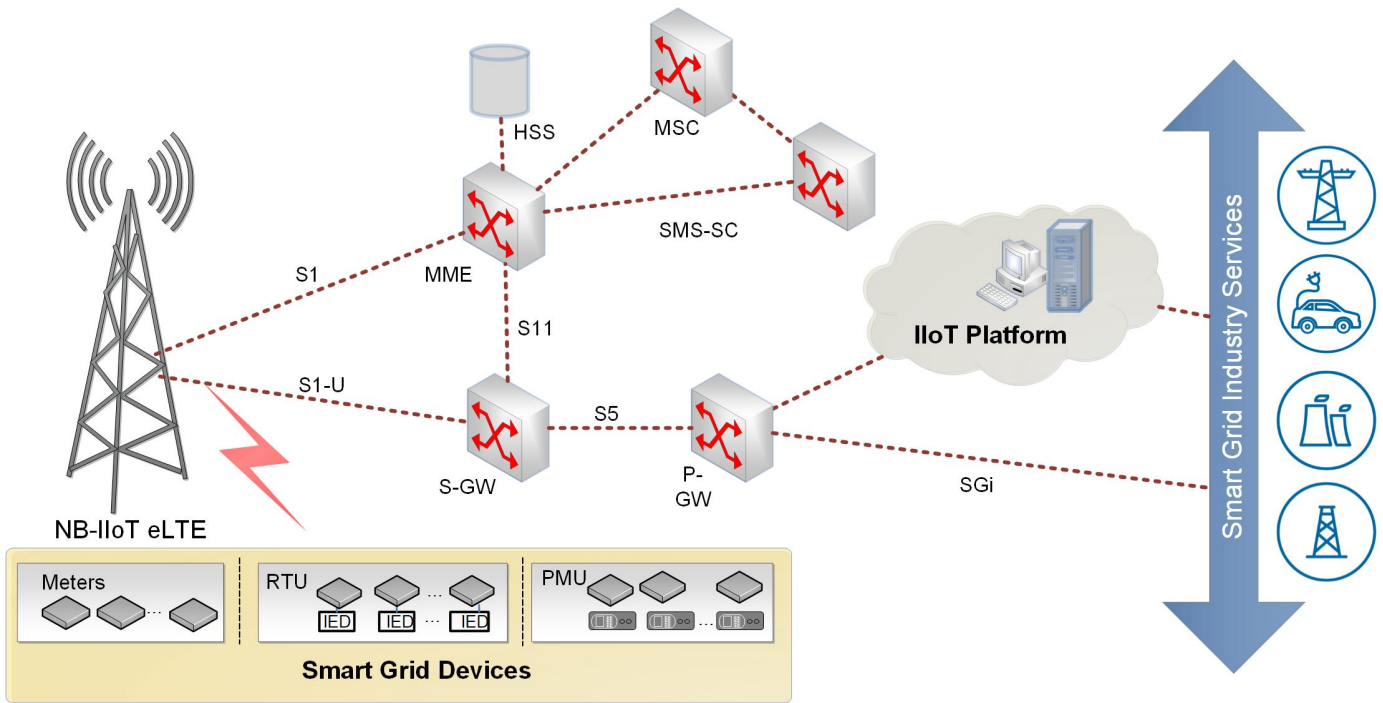 HSS
MSC
SMS-SC
MME
S1
S11
S1-U
S5
S-GW
P-
GW
SGi
IIoT Platform
Smart Grid Industry Services
NB-IIoT eLTE
Meters
...
RTU
...
IED
IED
...
IED
PMU
...
Smart Grid Devices